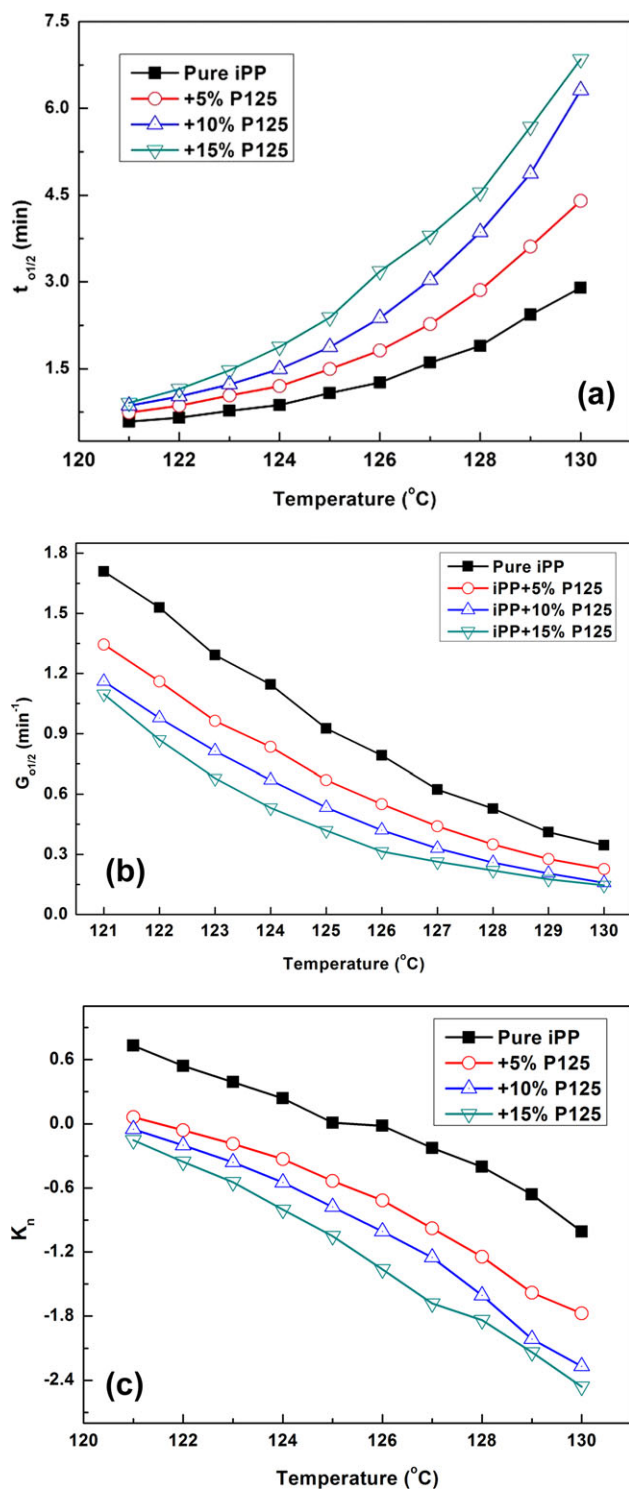 7.5
6.0
4.5
3.0
1.5
t o1/2 (min)
Pure iPP
+5% P125
+10% P125
+15% P125
(a)
120 122 124 126 128 130
Temperature (°C)
1.8
1.5
1.2
0.9
0.6
0.3
0.0
G o1/2 (min⁻¹)
Pure iPP
iPP+5% P125
iPP+10% P125
iPP+15% P125
(b)
121 122 123 124 125 126 127 128 129 130
Temperature (°C)
0.6
0.0
-0.6
-1.2
-1.8
-2.4
K n
Pure iPP
+5% P125
+10% P125
+15% P125
(c)
120 122 124 126 128 130
Temperature (°C)